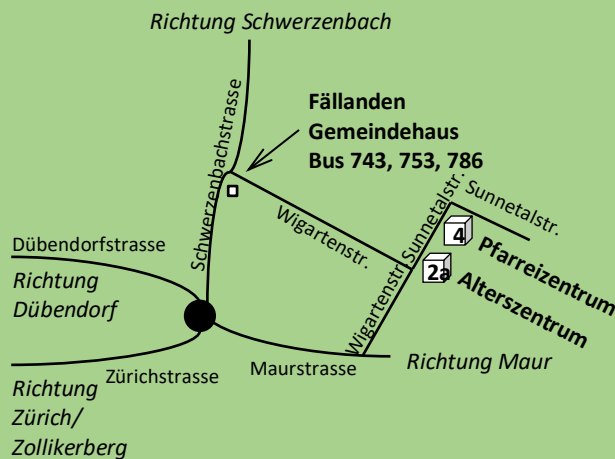 Richtung Schwerzenbach
Fällanden
Gemeindehaus
Bus 743, 753, 786
Schwerzenbachstrasse
Wigartenstr.
Sunnetalstr.
Sunnetalstr.
4 Pfarreizentrum
2a Alterszentrum
Wigartenstr.
Dübendorfstrasse
Richtung
Dübendorf
Zürichstrasse
Maurstrasse
Richtung Maur
Richtung
Zürich/
Zollikerberg